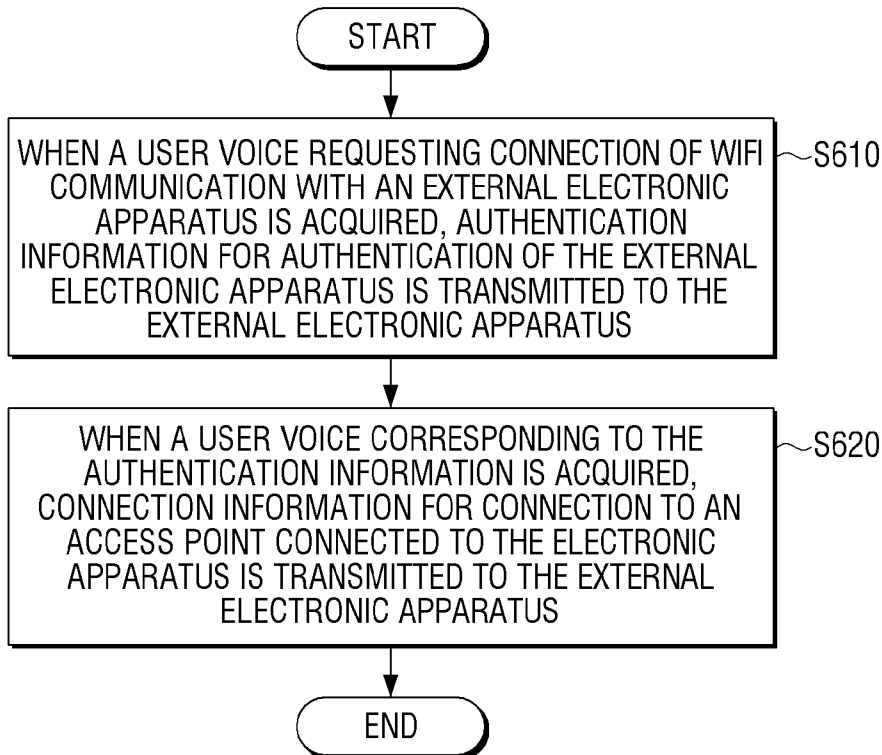 START
WHEN A USER VOICE REQUESTING CONNECTION OF WIFI
COMMUNICATION WITH AN EXTERNAL ELECTRONIC
APPARATUS IS ACQUIRED, AUTHENTICATION
INFORMATION FOR AUTHENTICATION OF THE EXTERNAL
ELECTRONIC APPARATUS IS TRANSMITTED TO THE
EXTERNAL ELECTRONIC APPARATUS
S610
WHEN A USER VOICE CORRESPONDING TO THE
AUTHENTICATION INFORMATION IS ACQUIRED,
CONNECTION INFORMATION FOR CONNECTION TO AN
ACCESS POINT CONNECTED TO THE ELECTRONIC
APPARATUS IS TRANSMITTED TO THE EXTERNAL
ELECTRONIC APPARATUS
S620
END